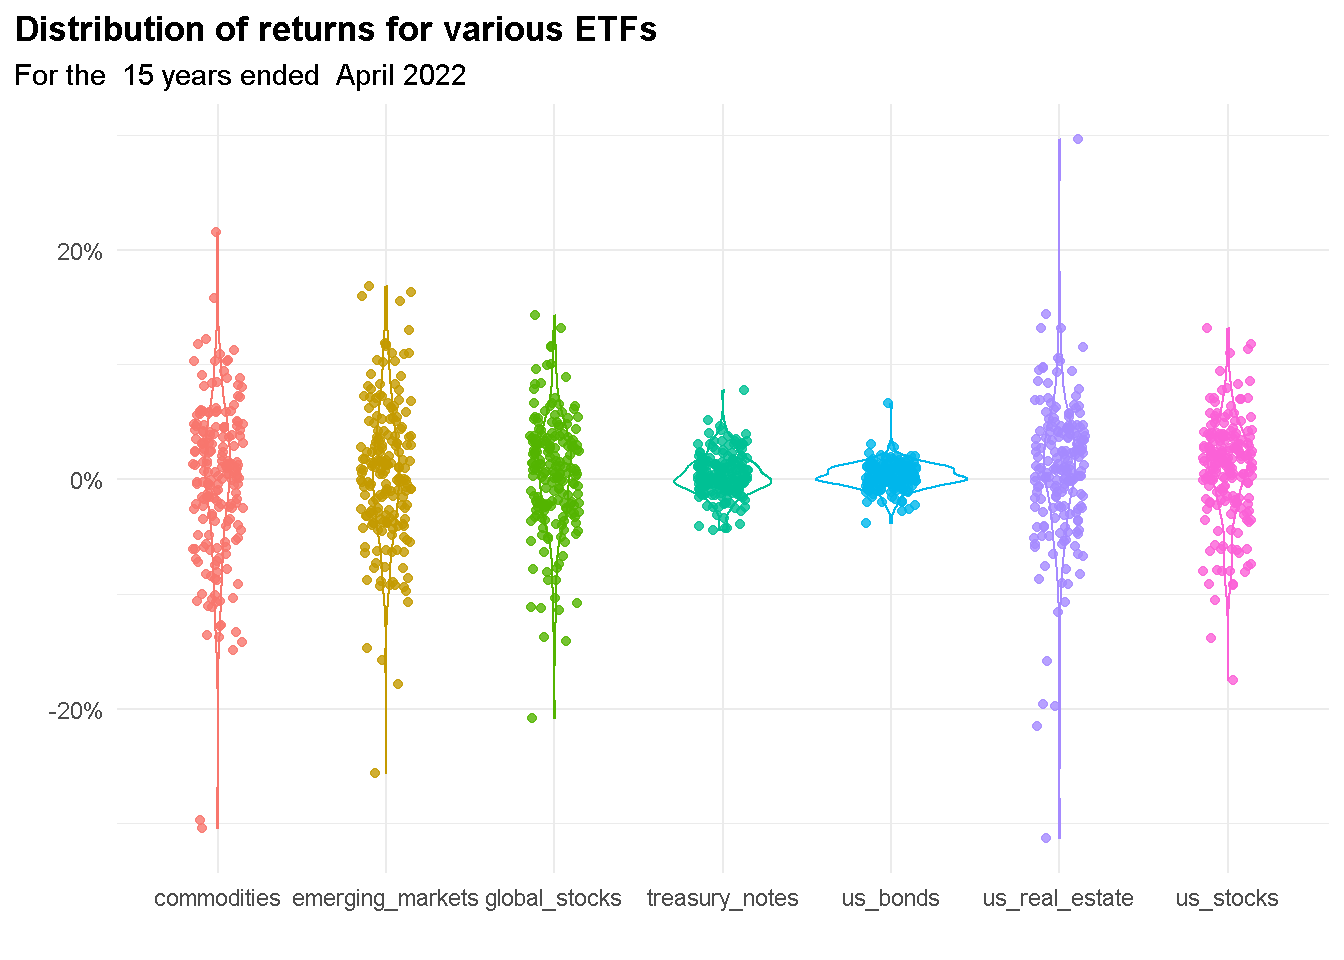 Distribution of returns for various ETFs
For the  15 years ended  April 2022
20%
0%
-20%
commodities emerging_markets global_stocks treasury_notes us_bonds us_real_estate us_stocks